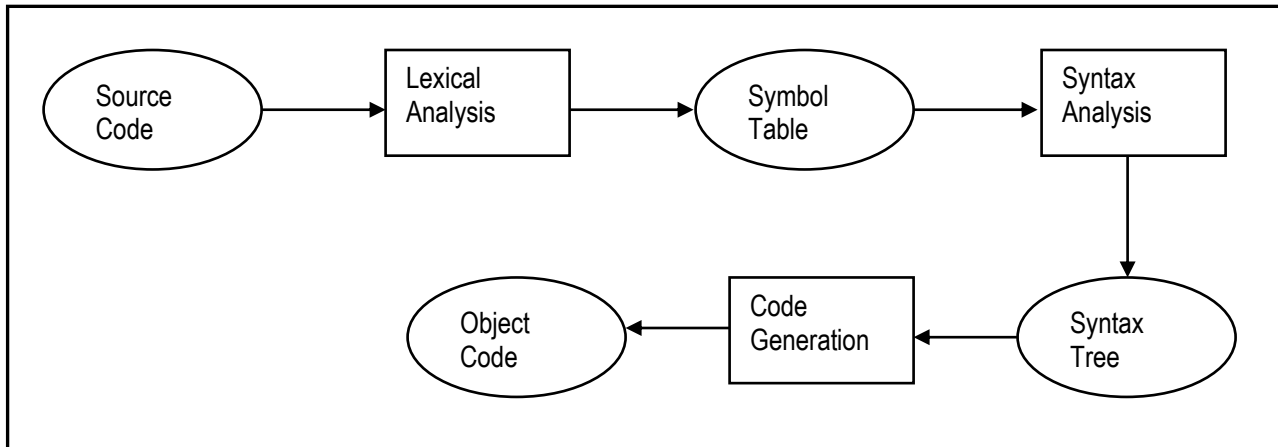 Source
Code
Lexical
Analysis
Symbol
Table
Syntax
Analysis
Object
Code
Code
Generation
Syntax
Tree